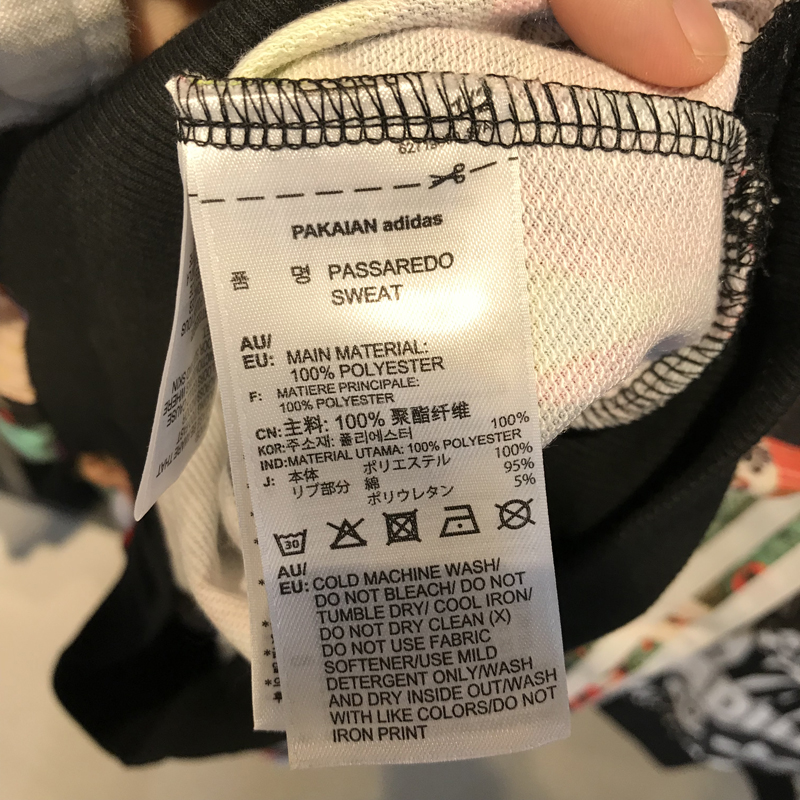 PAKAIAN adidas
품 명 PASSAREDO
SWEAT
AU/
EU: MAIN MATERIAL:
100% POLYESTER
F: MATIERE PRINCIPALE:
100% POLYESTER
CN: 主料: 100% 聚酯纤维
KOR: 주소재: 폴리에스터 100%
IND: MATERIAL UTAMA: 100% POLYESTER
J: 本体 ポリエステル 100%
リブ部分 綿 95%
ポリウレタン 5%
30
AU/
EU: COLD MACHINE WASH/
DO NOT BLEACH/ DO NOT
TUMBLE DRY/ COOL IRON/
DO NOT DRY CLEAN (X)
DO NOT USE FABRIC
SOFTENER/USE MILD
DETERGENT ONLY/WASH
AND DRY INSIDE OUT/WASH
WITH LIKE COLORS/DO NOT
IRON PRINT